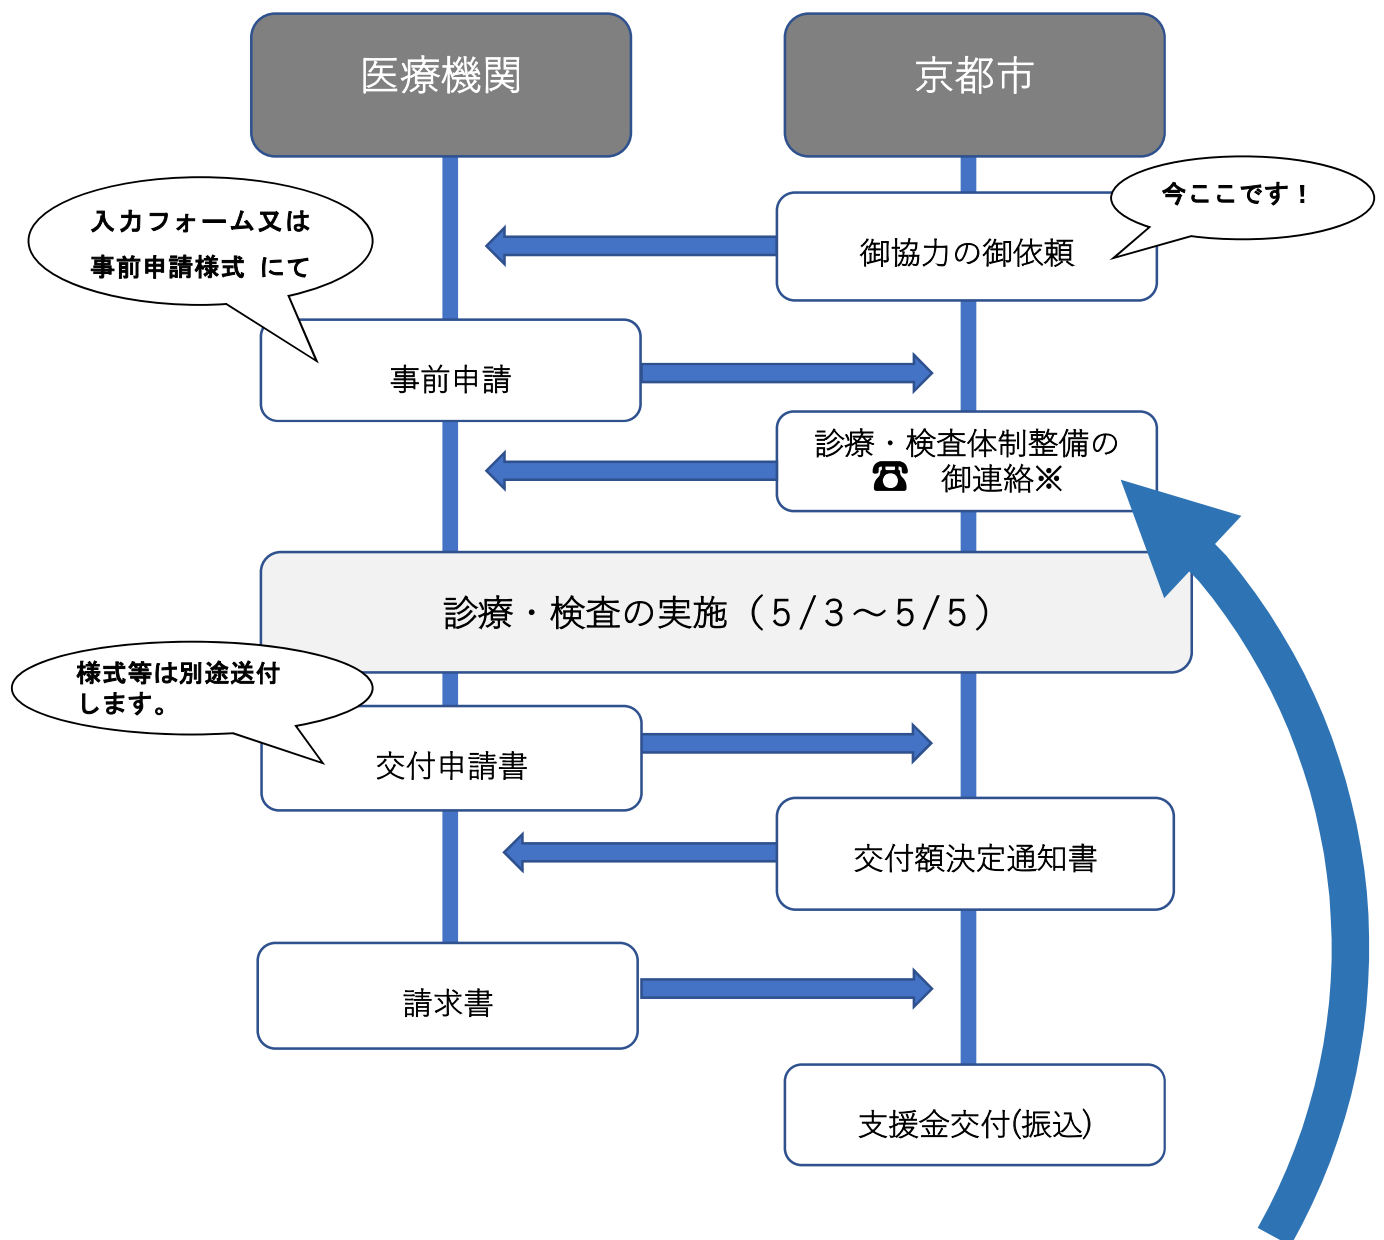 医療機関
京都市
今ここです！
入力フォーム又は
事前申請様式 にて
御協力の御依頼
事前申請
診療・検査体制整備の
☎ 御連絡※
診療・検査の実施（５/３～５/５）
様式等は別途送付
します。
交付申請書
交付額決定通知書
請求書
支援金交付(振込)